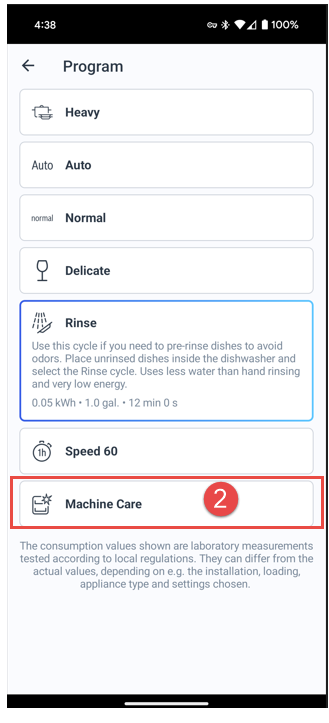 4:38
100%
Program
Heavy
Auto Auto
normal Normal
Delicate
Rinse
Use this cycle if you need to pre-rinse dishes to avoid
odors. Place unrinsed dishes inside the dishwasher and
select the Rinse cycle. Uses less water than hand rinsing
and very low energy.
0.05 kWh • 1.0 gal. • 12 min 0 s
1h Speed 60
Machine Care 2
The consumption values shown are laboratory measurements
tested according to local regulations. They can differ from the
actual values, depending on e.g. the installation, loading,
appliance type and settings chosen.